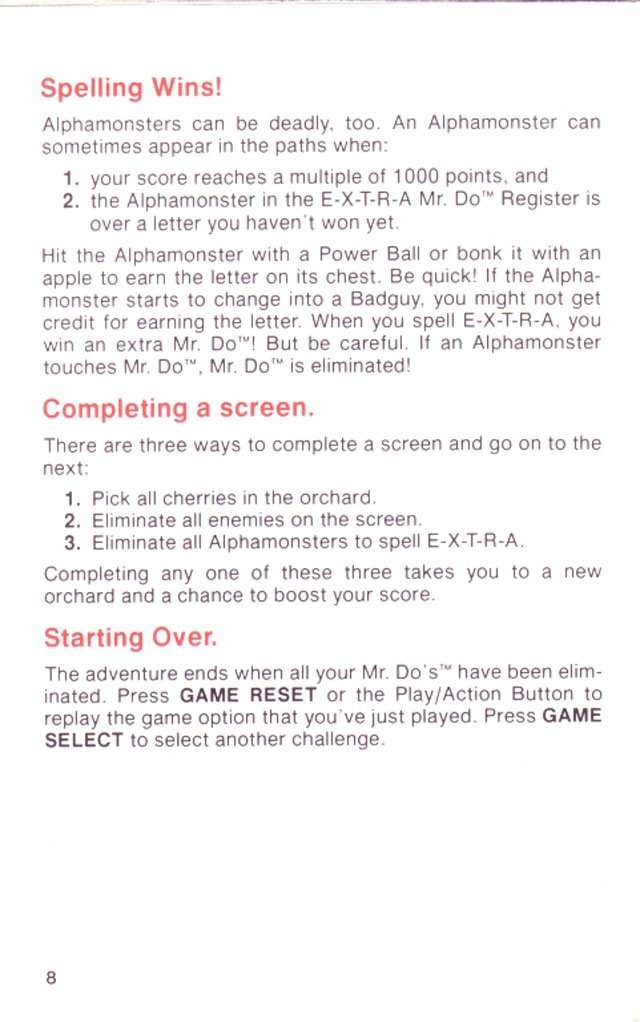 Spelling Wins!
Alphamonsters can be deadly, too. An Alphamonster can
sometimes appear in the paths when:
1. your score reaches a multiple of 1000 points, and
2. the Alphamonster in the E-X-T-R-A Mr. Do™ Register is
over a letter you haven't won yet.
Hit the Alphamonster with a Power Ball or bonk it with an
apple to earn the letter on its chest. Be quick! If the Alpha-
monster starts to change into a Badguy, you might not get
credit for earning the letter. When you spell E-X-T-R-A, you
win an extra Mr. Do™! But be careful. If an Alphamonster
touches Mr. Do™, Mr. Do™ is eliminated!
Completing a screen.
There are three ways to complete a screen and go on to the
next:
1. Pick all cherries in the orchard.
2. Eliminate all enemies on the screen.
3. Eliminate all Alphamonsters to spell E-X-T-R-A.
Completing any one of these three takes you to a new
orchard and a chance to boost your score.
Starting Over.
The adventure ends when all your Mr. Do's™ have been elim-
inated. Press GAME RESET or the Play/Action Button to
replay the game option that you've just played. Press GAME
SELECT to select another challenge.
8